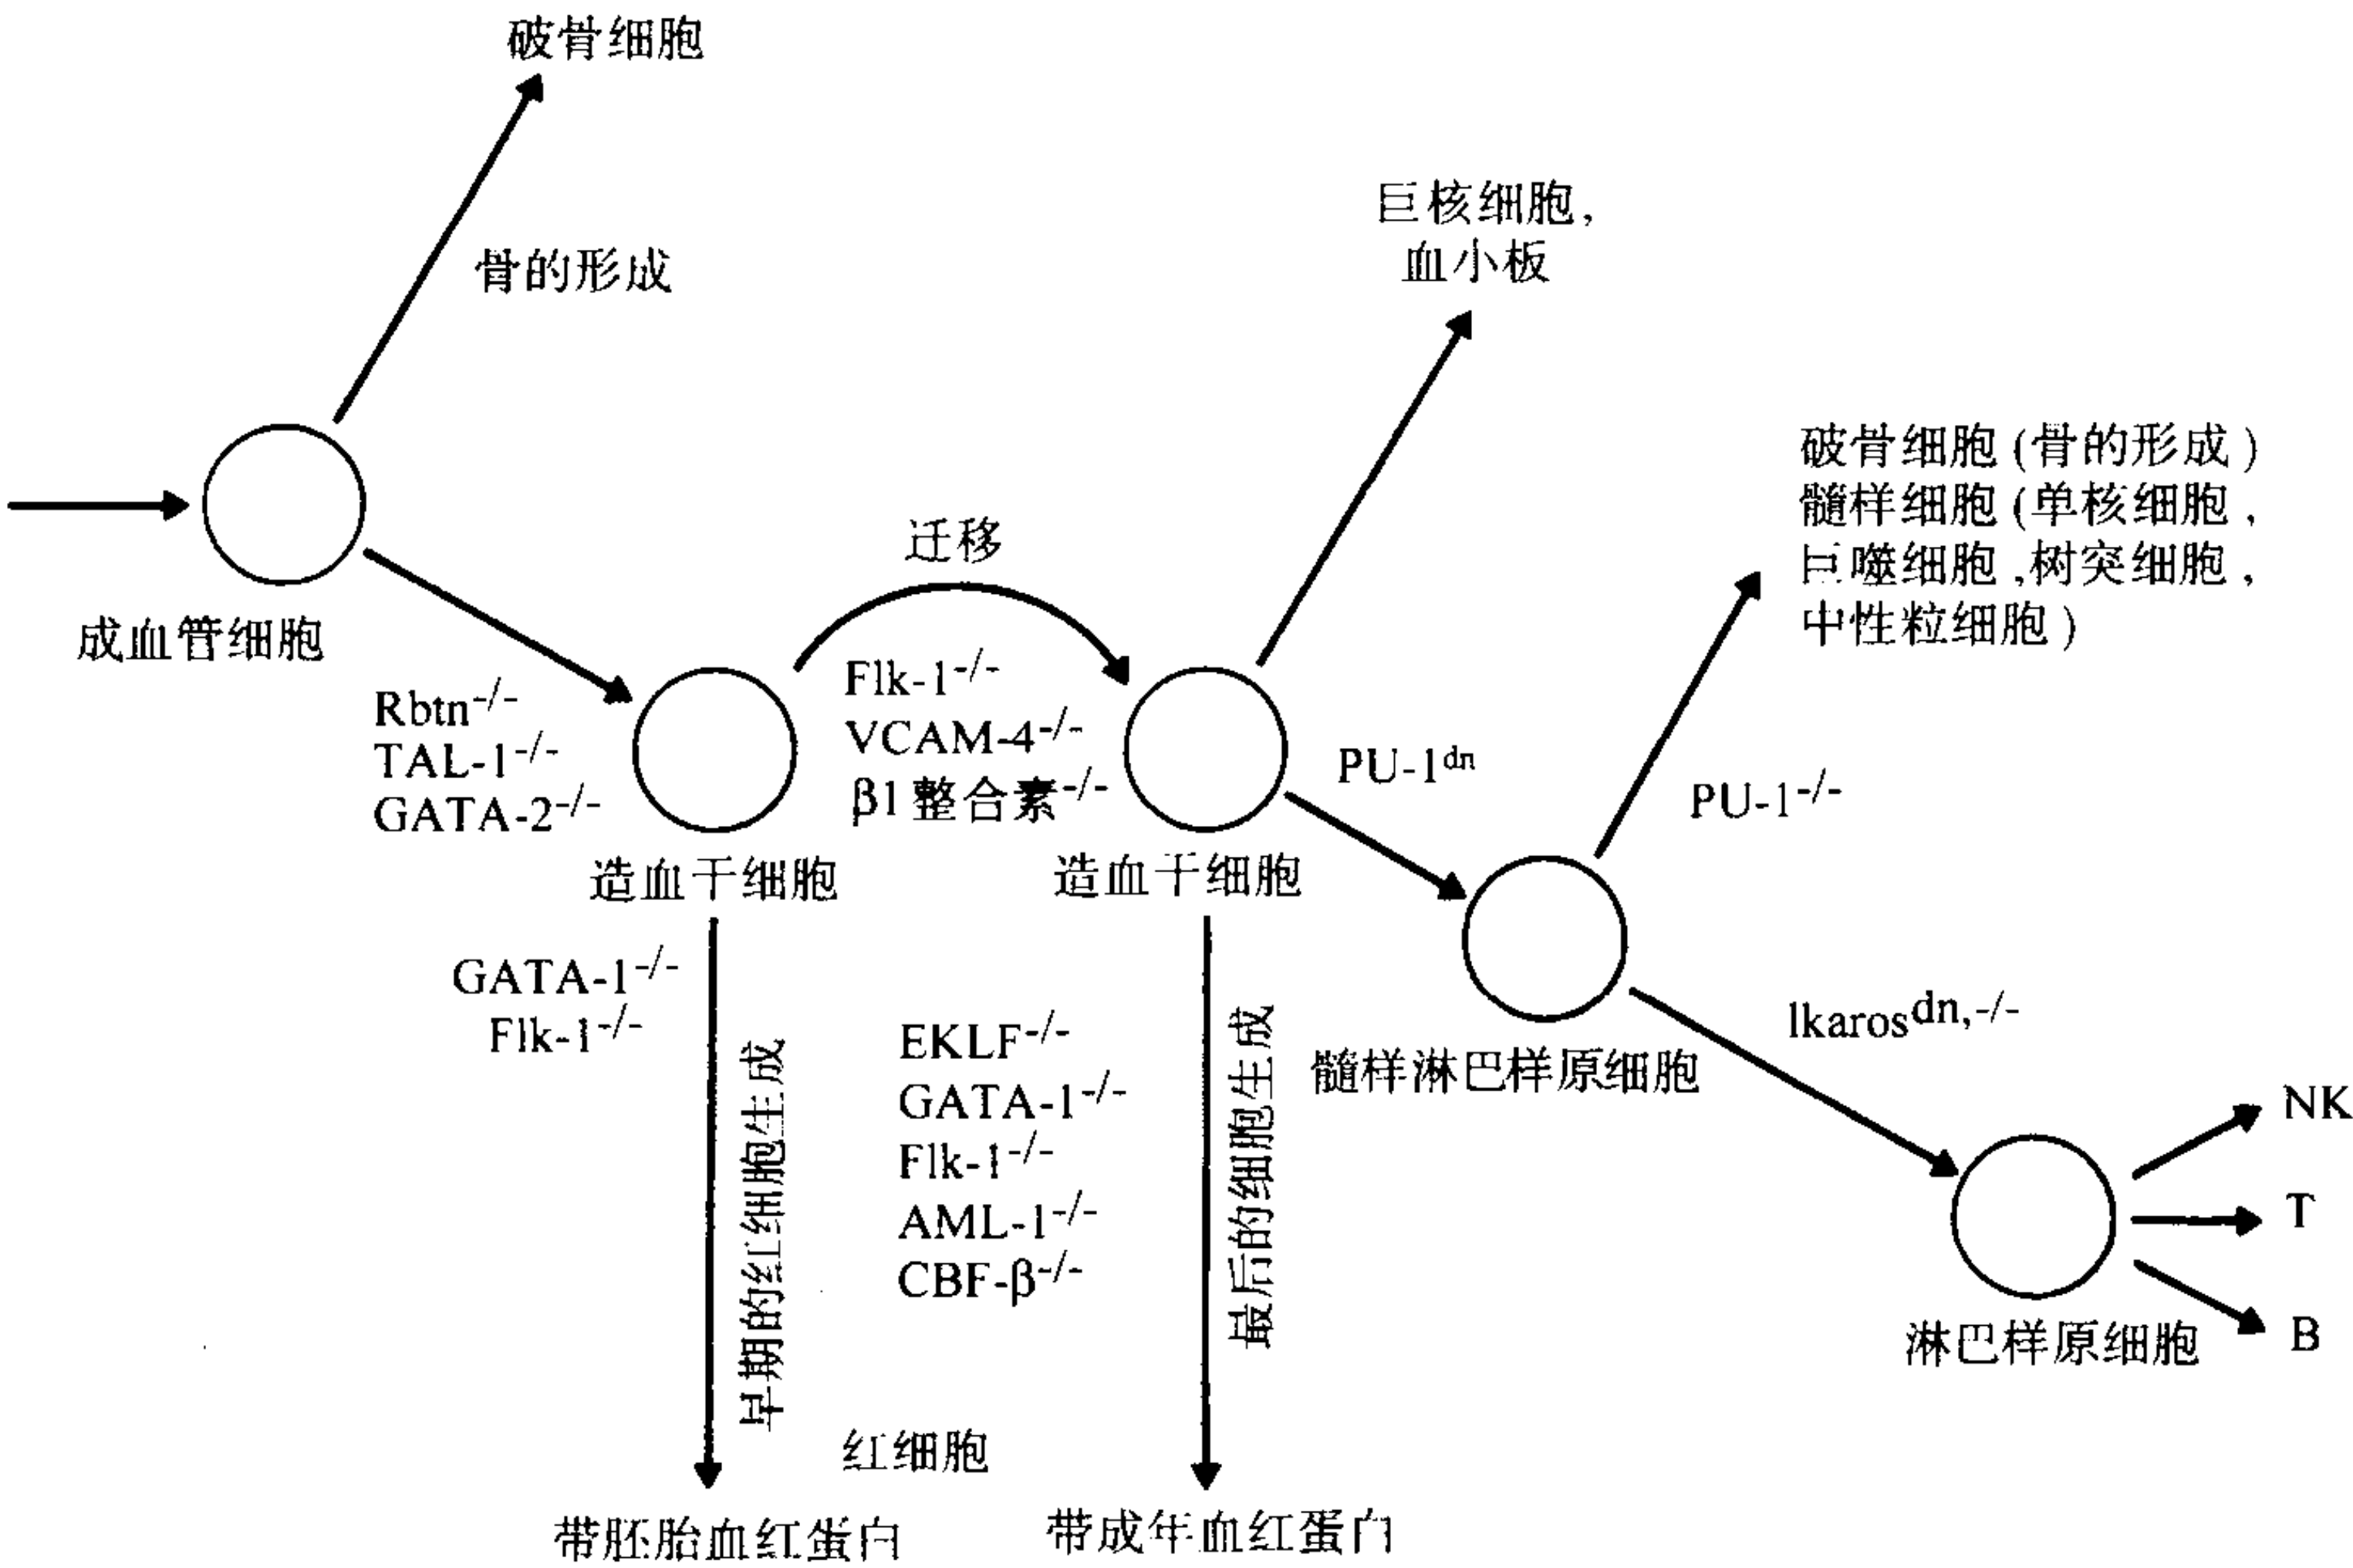 破骨细胞
骨的形成
巨核细胞,
血小板
破骨细胞(骨的形成)
髓样细胞(单核细胞,
巨噬细胞,树突细胞,
中性粒细胞)
成血管细胞
迁移
Rbtn-/-
TAL-1-/-
GATA-2-/-
Flk-1-/-
VCAM-4-/-
β1整合素-/-
PU-1dn
PU-1-/-
造血干细胞
造血干细胞
GATA-1-/-
Flk-1-/-
早期的红细胞生成
EKLF-/-
GATA-1-/-
Flk-1-/-
AML-1-/-
CBF-β-/-
最后的细胞生成
髓样淋巴样原细胞
Ikarosdn,-/-
NK
T
B
淋巴样原细胞
红细胞
带胚胎血红蛋白
带成年血红蛋白